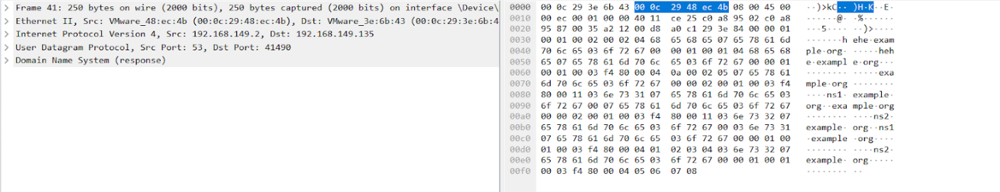 Frame 41: 250 bytes on wire (2000 bits), 250 bytes captured (2000 bits) on interface \Device\
Ethernet II, Src: VMware_48:ec:4b (00:0c:29:48:ec:4b), Dst: VMware_3e:6b:43 (00:0c:29:3e:6b:4
Internet Protocol Version 4, Src: 192.168.149.2, Dst: 192.168.149.135
User Datagram Protocol, Src Port: 53, Dst Port: 41490
Domain Name System (response)
0000 00 0c 29 3e 6b 43 00 0c 29 48 ec 4b 08 00 45 00 ··)>kC·· )H·K··E·
0010 00 ec 00 01 00 00 40 11 ce 25 c0 a8 95 02 c0 a8 ······@· ·%······
0020 95 87 00 35 a2 12 00 d8 a0 c1 29 3e 84 00 00 01 ···5···· ··)>····
0030 00 01 00 02 00 02 04 68 65 68 65 07 65 78 61 6d ·······h ehe·exam
0040 70 6c 65 03 6f 72 67 00 00 01 00 01 04 68 65 68 ple·org· ·····heh
0050 65 07 65 78 61 6d 70 6c 65 03 6f 72 67 00 00 01 e·exampl e·org···
0060 00 01 00 03 f4 80 00 04 0a 00 02 05 07 65 78 61 ········ ·····exa
0070 6d 70 6c 65 03 6f 72 67 00 00 02 00 01 00 03 f4 mple·org ········
0080 80 00 11 03 6e 73 31 07 65 78 61 6d 70 6c 65 03 ····ns1· example·
0090 6f 72 67 00 07 65 78 61 6d 70 6c 65 03 6f 72 67 org··exa mple·org
00a0 00 00 02 00 01 00 03 f4 80 00 11 03 6e 73 32 07 ········ ····ns2·
00b0 65 78 61 6d 70 6c 65 03 6f 72 67 00 03 6e 73 31 example· org··ns1
00c0 07 65 78 61 6d 70 6c 65 03 6f 72 67 00 00 01 00 ·example ·org····
00d0 01 00 03 f4 80 00 04 01 02 03 04 03 6e 73 32 07 ········ ····ns2·
00e0 65 78 61 6d 70 6c 65 03 6f 72 67 00 00 01 00 01 example· org·····
00f0 00 03 f4 80 00 04 05 06 07 08 ········ ··